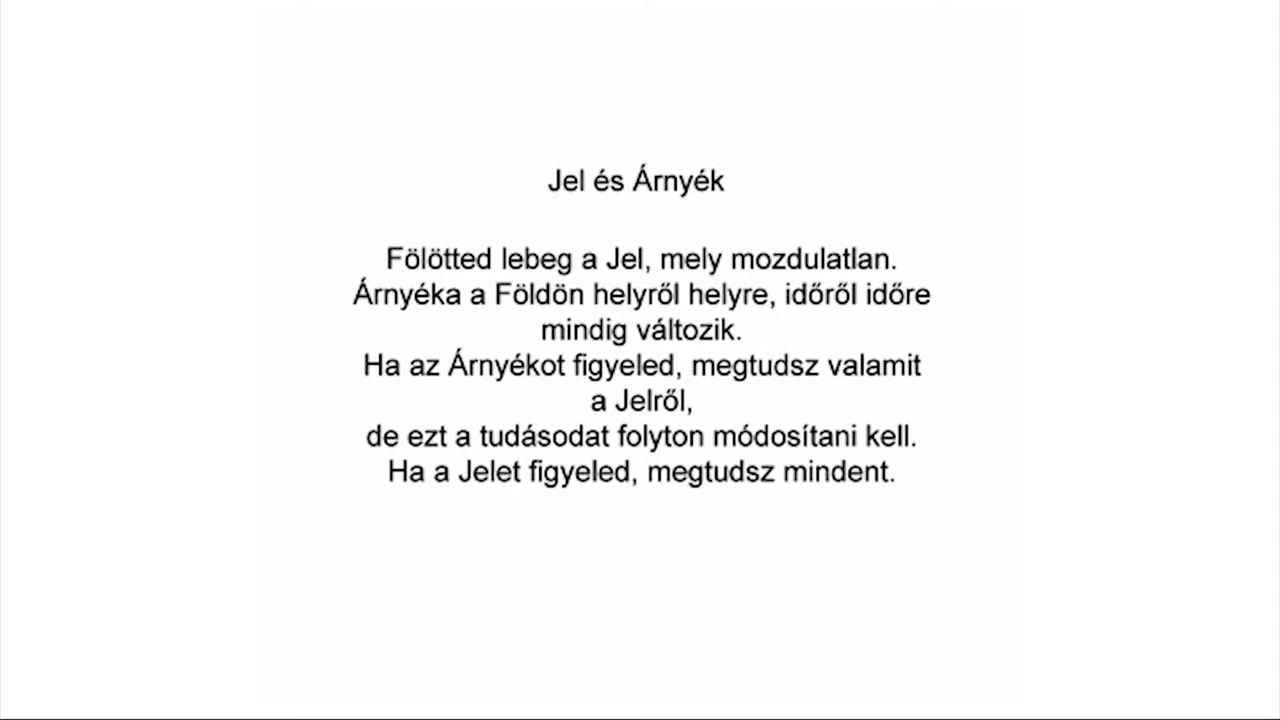 Jel és Árnyék
Fölötted lebeg a Jel, mely mozdulatlan.
Árnyéka a Földön helyről helyre, időről időre
mindig változik.
Ha az Árnyékot figyeled, megtudsz valamit
a Jelről,
de ezt a tudásodat folyton módosítani kell.
Ha a Jelet figyeled, megtudsz mindent.